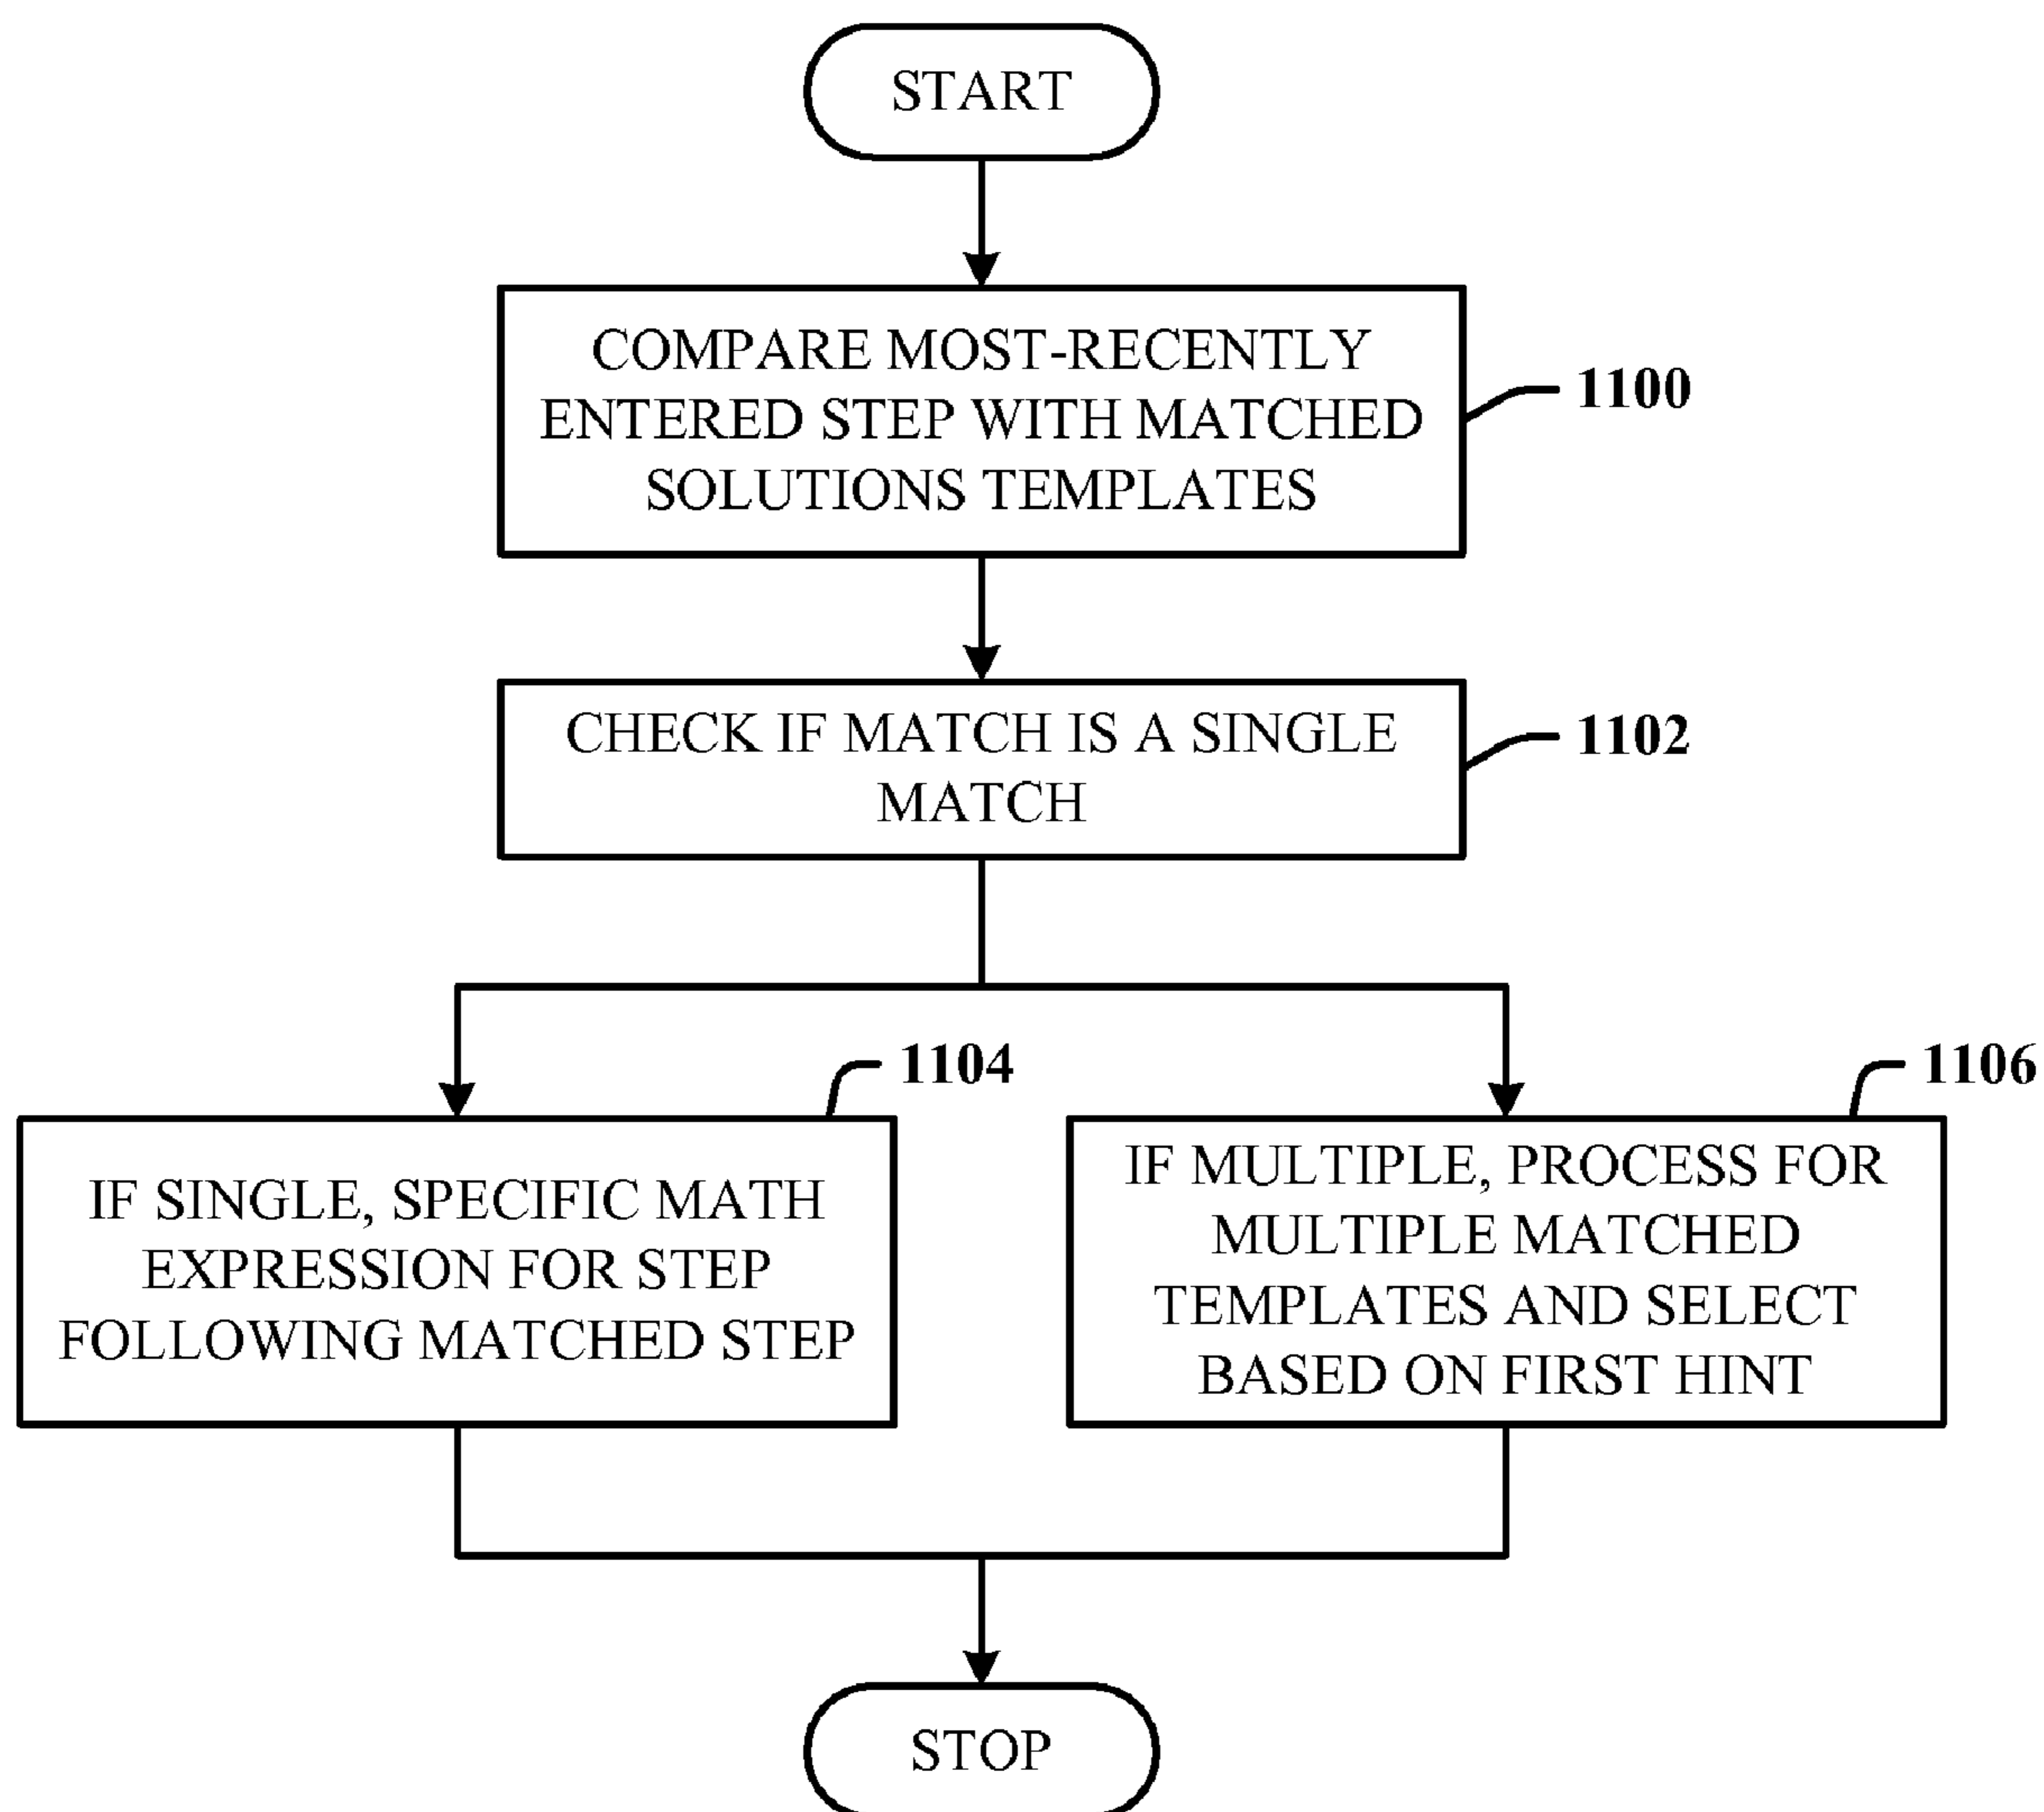 START
COMPARE MOST-RECENTLY
ENTERED STEP WITH MATCHED
SOLUTIONS TEMPLATES
1100
CHECK IF MATCH IS A SINGLE
MATCH
1102
1104
IF SINGLE, SPECIFIC MATH
EXPRESSION FOR STEP
FOLLOWING MATCHED STEP
1106
IF MULTIPLE, PROCESS FOR
MULTIPLE MATCHED
TEMPLATES AND SELECT
BASED ON FIRST HINT
STOP